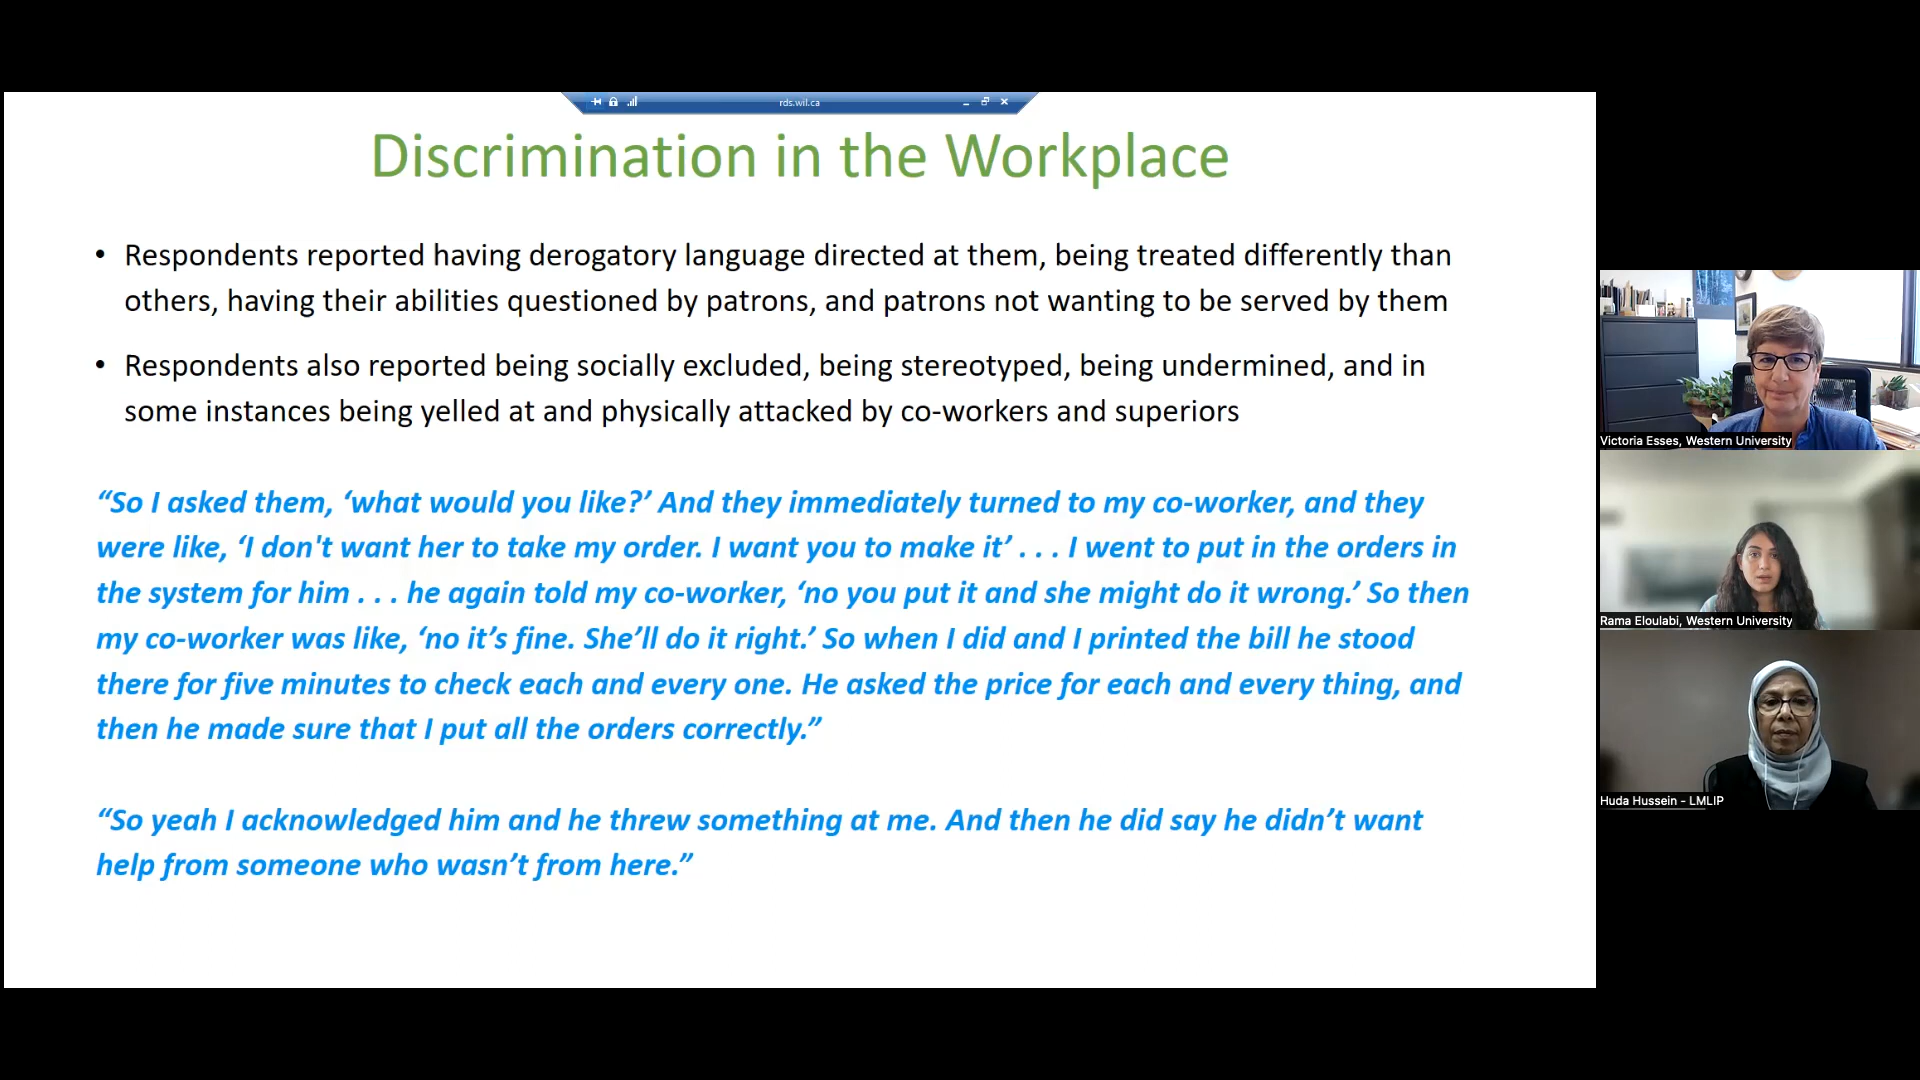 rds.wil.ca
Discrimination in the Workplace
• Respondents reported having derogatory language directed at them, being treated differently than
others, having their abilities questioned by patrons, and patrons not wanting to be served by them
• Respondents also reported being socially excluded, being stereotyped, being undermined, and in
some instances being yelled at and physically attacked by co-workers and superiors
“So I asked them, ‘what would you like?’ And they immediately turned to my co-worker, and they
were like, ‘I don't want her to take my order. I want you to make it’ . . . I went to put in the orders in
the system for him . . . he again told my co-worker, ‘no you put it and she might do it wrong.’ So then
my co-worker was like, ‘no it’s fine. She’ll do it right.’ So when I did and I printed the bill he stood
there for five minutes to check each and every one. He asked the price for each and every thing, and
then he made sure that I put all the orders correctly.”
“So yeah I acknowledged him and he threw something at me. And then he did say he didn’t want
help from someone who wasn’t from here.”
Victoria Esses, Western University
Rama Eloulabi, Western University
Huda Hussein - LMLIP